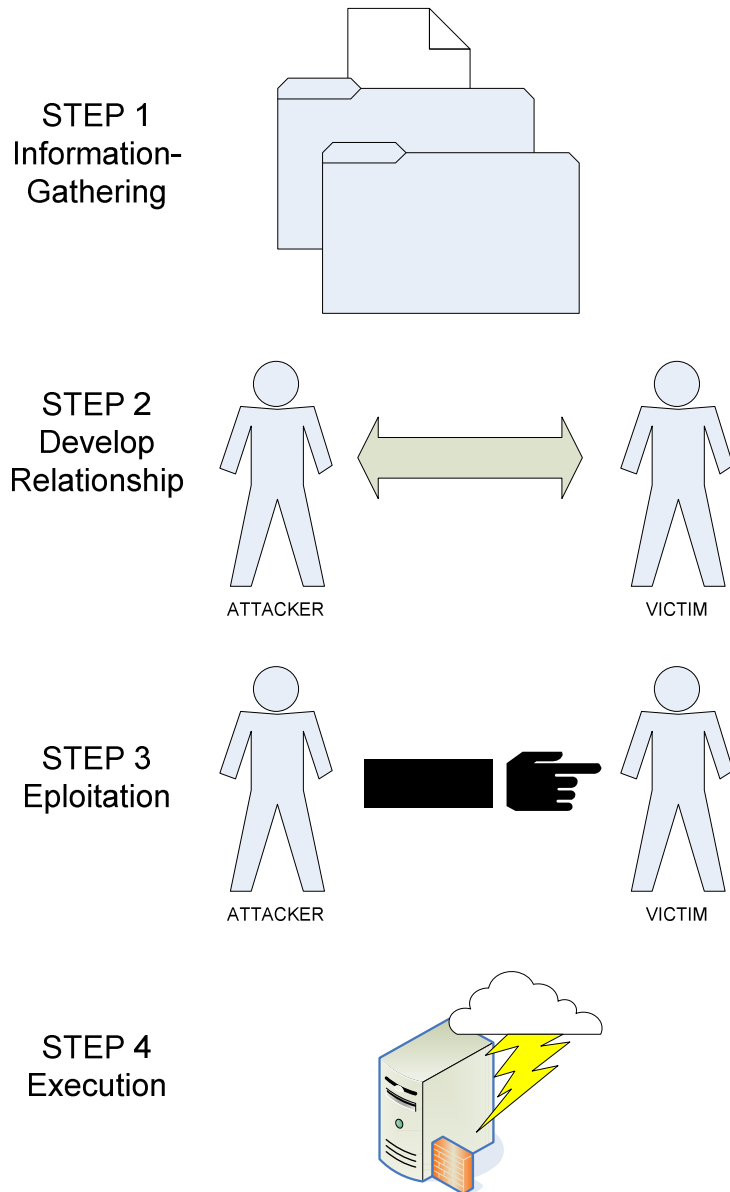 STEP 1
Information-
Gathering
STEP 2
Develop
Relationship
ATTACKER
VICTIM
STEP 3
Eploitation
ATTACKER
VICTIM
STEP 4
Execution